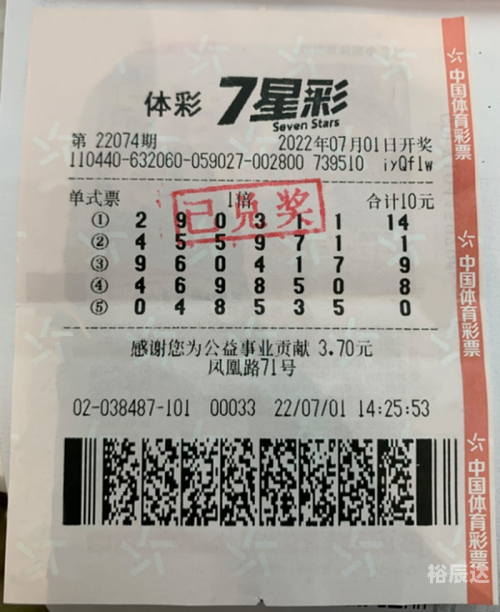 体彩 7星彩
Seven Stars
第 22074期 2022年07月01日开奖
110440-632060-059027-002800 739510 iyQflw
单式票 1倍 合计10元
已兑奖
① 2 9 0 3 1 1 14
② 4 5 5 9 7 1 1
③ 9 6 0 4 1 7 9
④ 4 6 9 8 5 0 8
⑤ 0 4 8 5 3 5 0
感谢您为公益事业贡献 3.70元
凤凰路71号
02-038487-101 00033 22/07/01 14:25:53
中国体育彩票
中国体育彩票
中国体育彩票
裕辰达